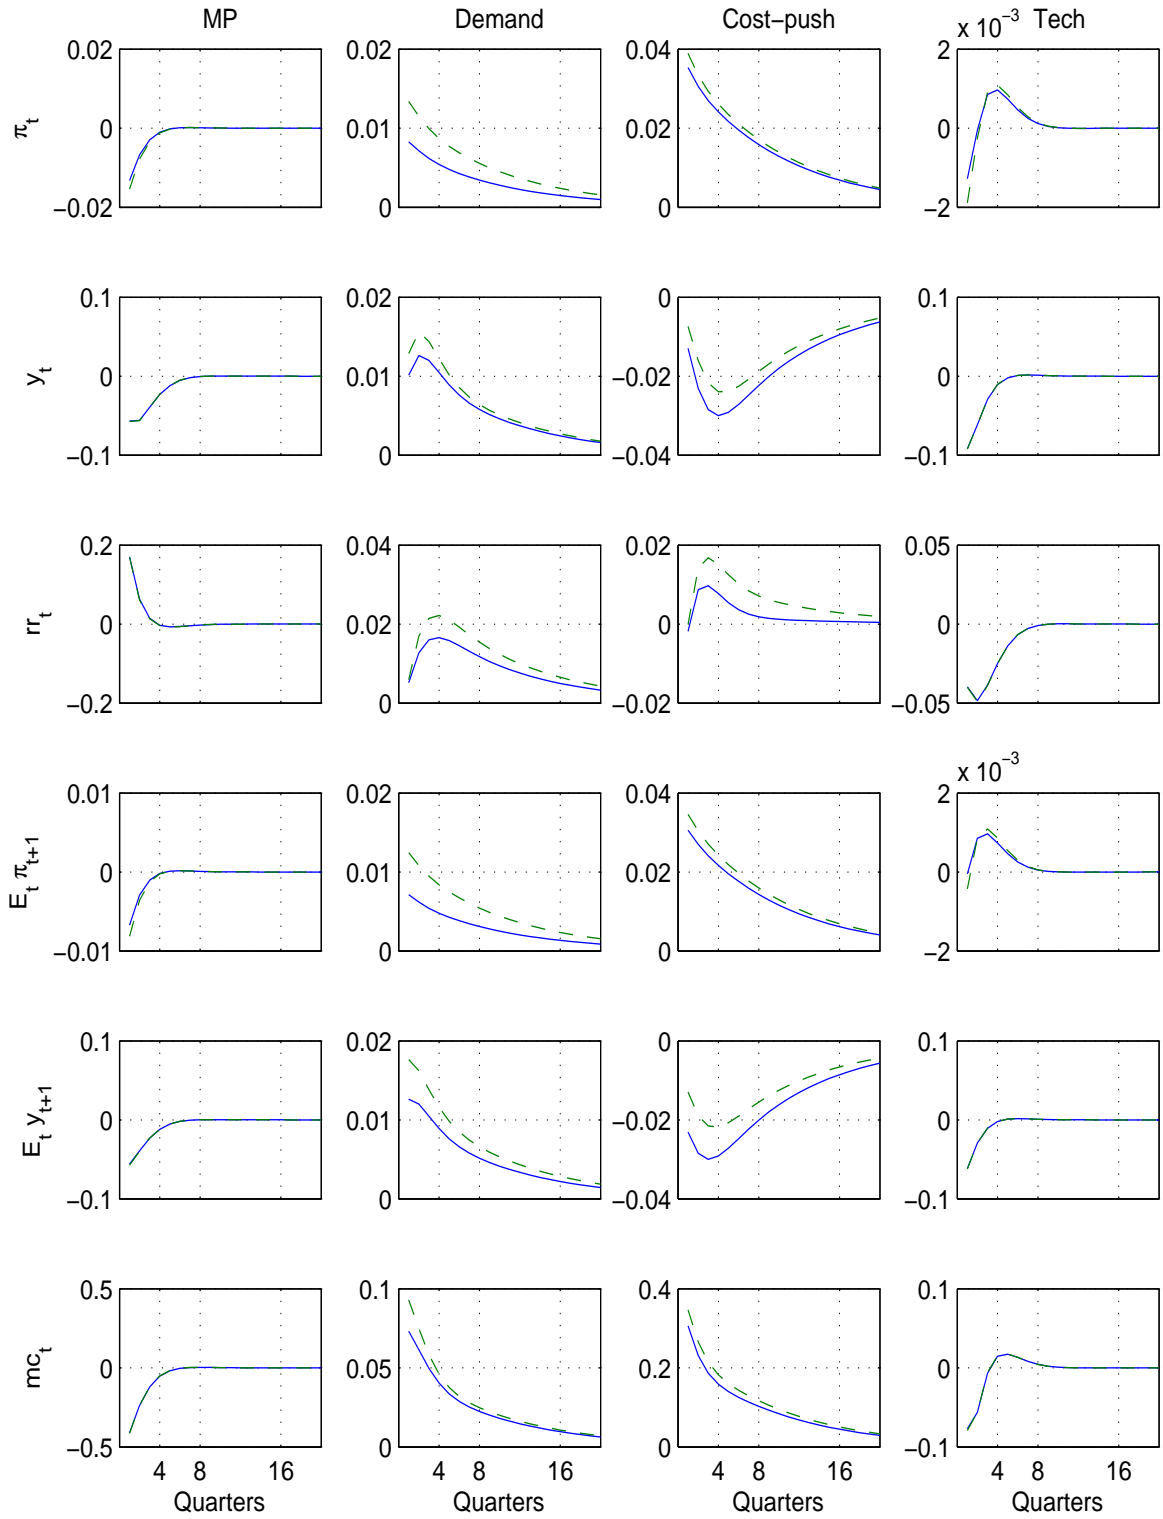 MP Demand Cost-push Tech
x 10^-3
π_t
0.02 0 -0.02
0.02 0.01 0
0.04 0.02 0
2 0 -2
y_t
0.1 0 -0.1
0.02 0.01 0
0 -0.02 -0.04
0.1 0 -0.1
rr_t
0.2 0 -0.2
0.04 0.02 0
0.02 0 -0.02
0.05 0 -0.05
x 10^-3
E_t π_{t+1}
0.01 0 -0.01
0.02 0.01 0
0.04 0.02 0
2 0 -2
E_t y_{t+1}
0.1 0 -0.1
0.02 0.01 0
0 -0.02 -0.04
0.1 0 -0.1
mc_t
0.5 0 -0.5
0.1 0.05 0
0.4 0.2 0
0.1 0 -0.1
4 8 16 4 8 16 4 8 16 4 8 16
Quarters Quarters Quarters Quarters